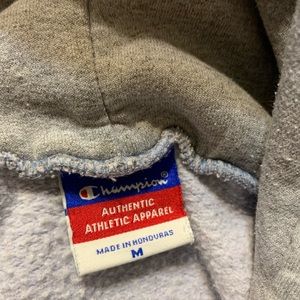 Champion
AUTHENTIC
ATHLETIC APPAREL
MADE IN HONDURAS
M